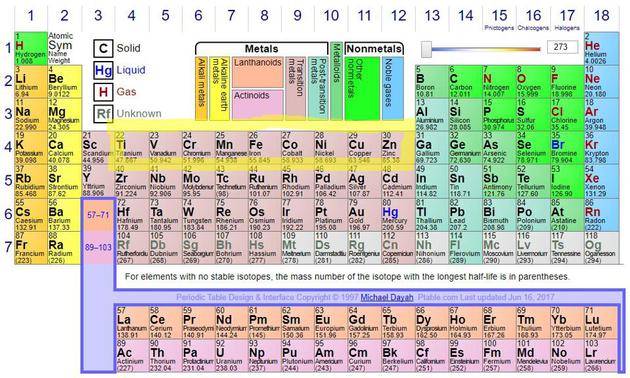 1 2 3 4 5 6 7 8 9 10 11 12 13 14 15 16 17 18
Pnictogens Chalcogens Halogens
1 H Hydrogen 1.008
Atomic Sym Name Weight
C Solid
Hg Liquid
H Gas
Rf Unknown
Metals
Nonmetals
Alkali metals
Alkaline earth metals
Lanthanoids
Actinoids
Transition metals
Post-transition metals
Metalloids
Other nonmetals
Noble gases
273
2 He Helium 4.0026
1
2
3 Li Lithium 6.94
4 Be Beryllium 9.0122
5 B Boron 10.81
6 C Carbon 12.011
7 N Nitrogen 14.007
8 O Oxygen 15.999
9 F Fluorine 18.998
10 Ne Neon 20.180
3
11 Na Sodium 22.990
12 Mg Magnesium 24.305
13 Al Aluminium 26.982
14 Si Silicon 28.085
15 P Phosphorus 30.974
16 S Sulfur 32.06
17 Cl Chlorine 35.45
18 Ar Argon 39.948
4
19 K Potassium 39.098
20 Ca Calcium 40.078
21 Sc Scandium 44.956
22 Ti Titanium 47.867
23 V Vanadium 50.942
24 Cr Chromium 51.996
25 Mn Manganese 54.938
26 Fe Iron 55.845
27 Co Cobalt 58.933
28 Ni Nickel 58.693
29 Cu Copper 63.546
30 Zn Zinc 65.38
31 Ga Gallium 69.723
32 Ge Germanium 72.630
33 As Arsenic 74.922
34 Se Selenium 78.971
35 Br Bromine 79.904
36 Kr Krypton 83.798
5
37 Rb Rubidium 85.468
38 Sr Strontium 87.62
39 Y Yttrium 88.906
40 Zr Zirconium 91.224
41 Nb Niobium 92.906
42 Mo Molybdenum 95.95
43 Tc Technetium (98)
44 Ru Ruthenium 101.07
45 Rh Rhodium 102.91
46 Pd Palladium 106.42
47 Ag Silver 107.87
48 Cd Cadmium 112.41
49 In Indium 114.82
50 Sn Tin 118.71
51 Sb Antimony 121.76
52 Te Tellurium 127.60
53 I Iodine 126.90
54 Xe Xenon 131.29
6
55 Cs Caesium 132.91
56 Ba Barium 137.33
57–71
72 Hf Hafnium 178.49
73 Ta Tantalum 180.95
74 W Tungsten 183.84
75 Re Rhenium 186.21
76 Os Osmium 190.23
77 Ir Iridium 192.22
78 Pt Platinum 195.08
79 Au Gold 196.97
80 Hg Mercury 200.59
81 Tl Thallium 204.38
82 Pb Lead 207.2
83 Bi Bismuth 208.98
84 Po Polonium (209)
85 At Astatine (210)
86 Rn Radon (222)
7
87 Fr Francium (223)
88 Ra Radium (226)
89–103
104 Rf Rutherfordium (267)
105 Db Dubnium (268)
106 Sg Seaborgium (269)
107 Bh Bohrium (270)
108 Hs Hassium (277)
109 Mt Meitnerium (278)
110 Ds Darmstadtium (281)
111 Rg Roentgenium (282)
112 Cn Copernicium (285)
113 Nh Nihonium (286)
114 Fl Flerovium (289)
115 Mc Moscovium (290)
116 Lv Livermorium (293)
117 Ts Tennessine (294)
118 Og Oganesson (294)
For elements with no stable isotopes, the mass number of the isotope with the longest half-life is in parentheses.
Periodic Table Design & Interface Copyright © 1997 Michael Dayah. Ptable.com Last updated Jun 16, 2017
57 La Lanthanum 138.91
58 Ce Cerium 140.12
59 Pr Praseodymium 140.91
60 Nd Neodymium 144.24
61 Pm Promethium (145)
62 Sm Samarium 150.36
63 Eu Europium 151.96
64 Gd Gadolinium 157.25
65 Tb Terbium 158.93
66 Dy Dysprosium 162.50
67 Ho Holmium 164.93
68 Er Erbium 167.26
69 Tm Thulium 168.93
70 Yb Ytterbium 173.05
71 Lu Lutetium 174.97
89 Ac Actinium (227)
90 Th Thorium 232.04
91 Pa Protactinium 231.04
92 U Uranium 238.03
93 Np Neptunium (237)
94 Pu Plutonium (244)
95 Am Americium (243)
96 Cm Curium (247)
97 Bk Berkelium (247)
98 Cf Californium (251)
99 Es Einsteinium (252)
100 Fm Fermium (257)
101 Md Mendelevium (258)
102 No Nobelium (259)
103 Lr Lawrencium (266)